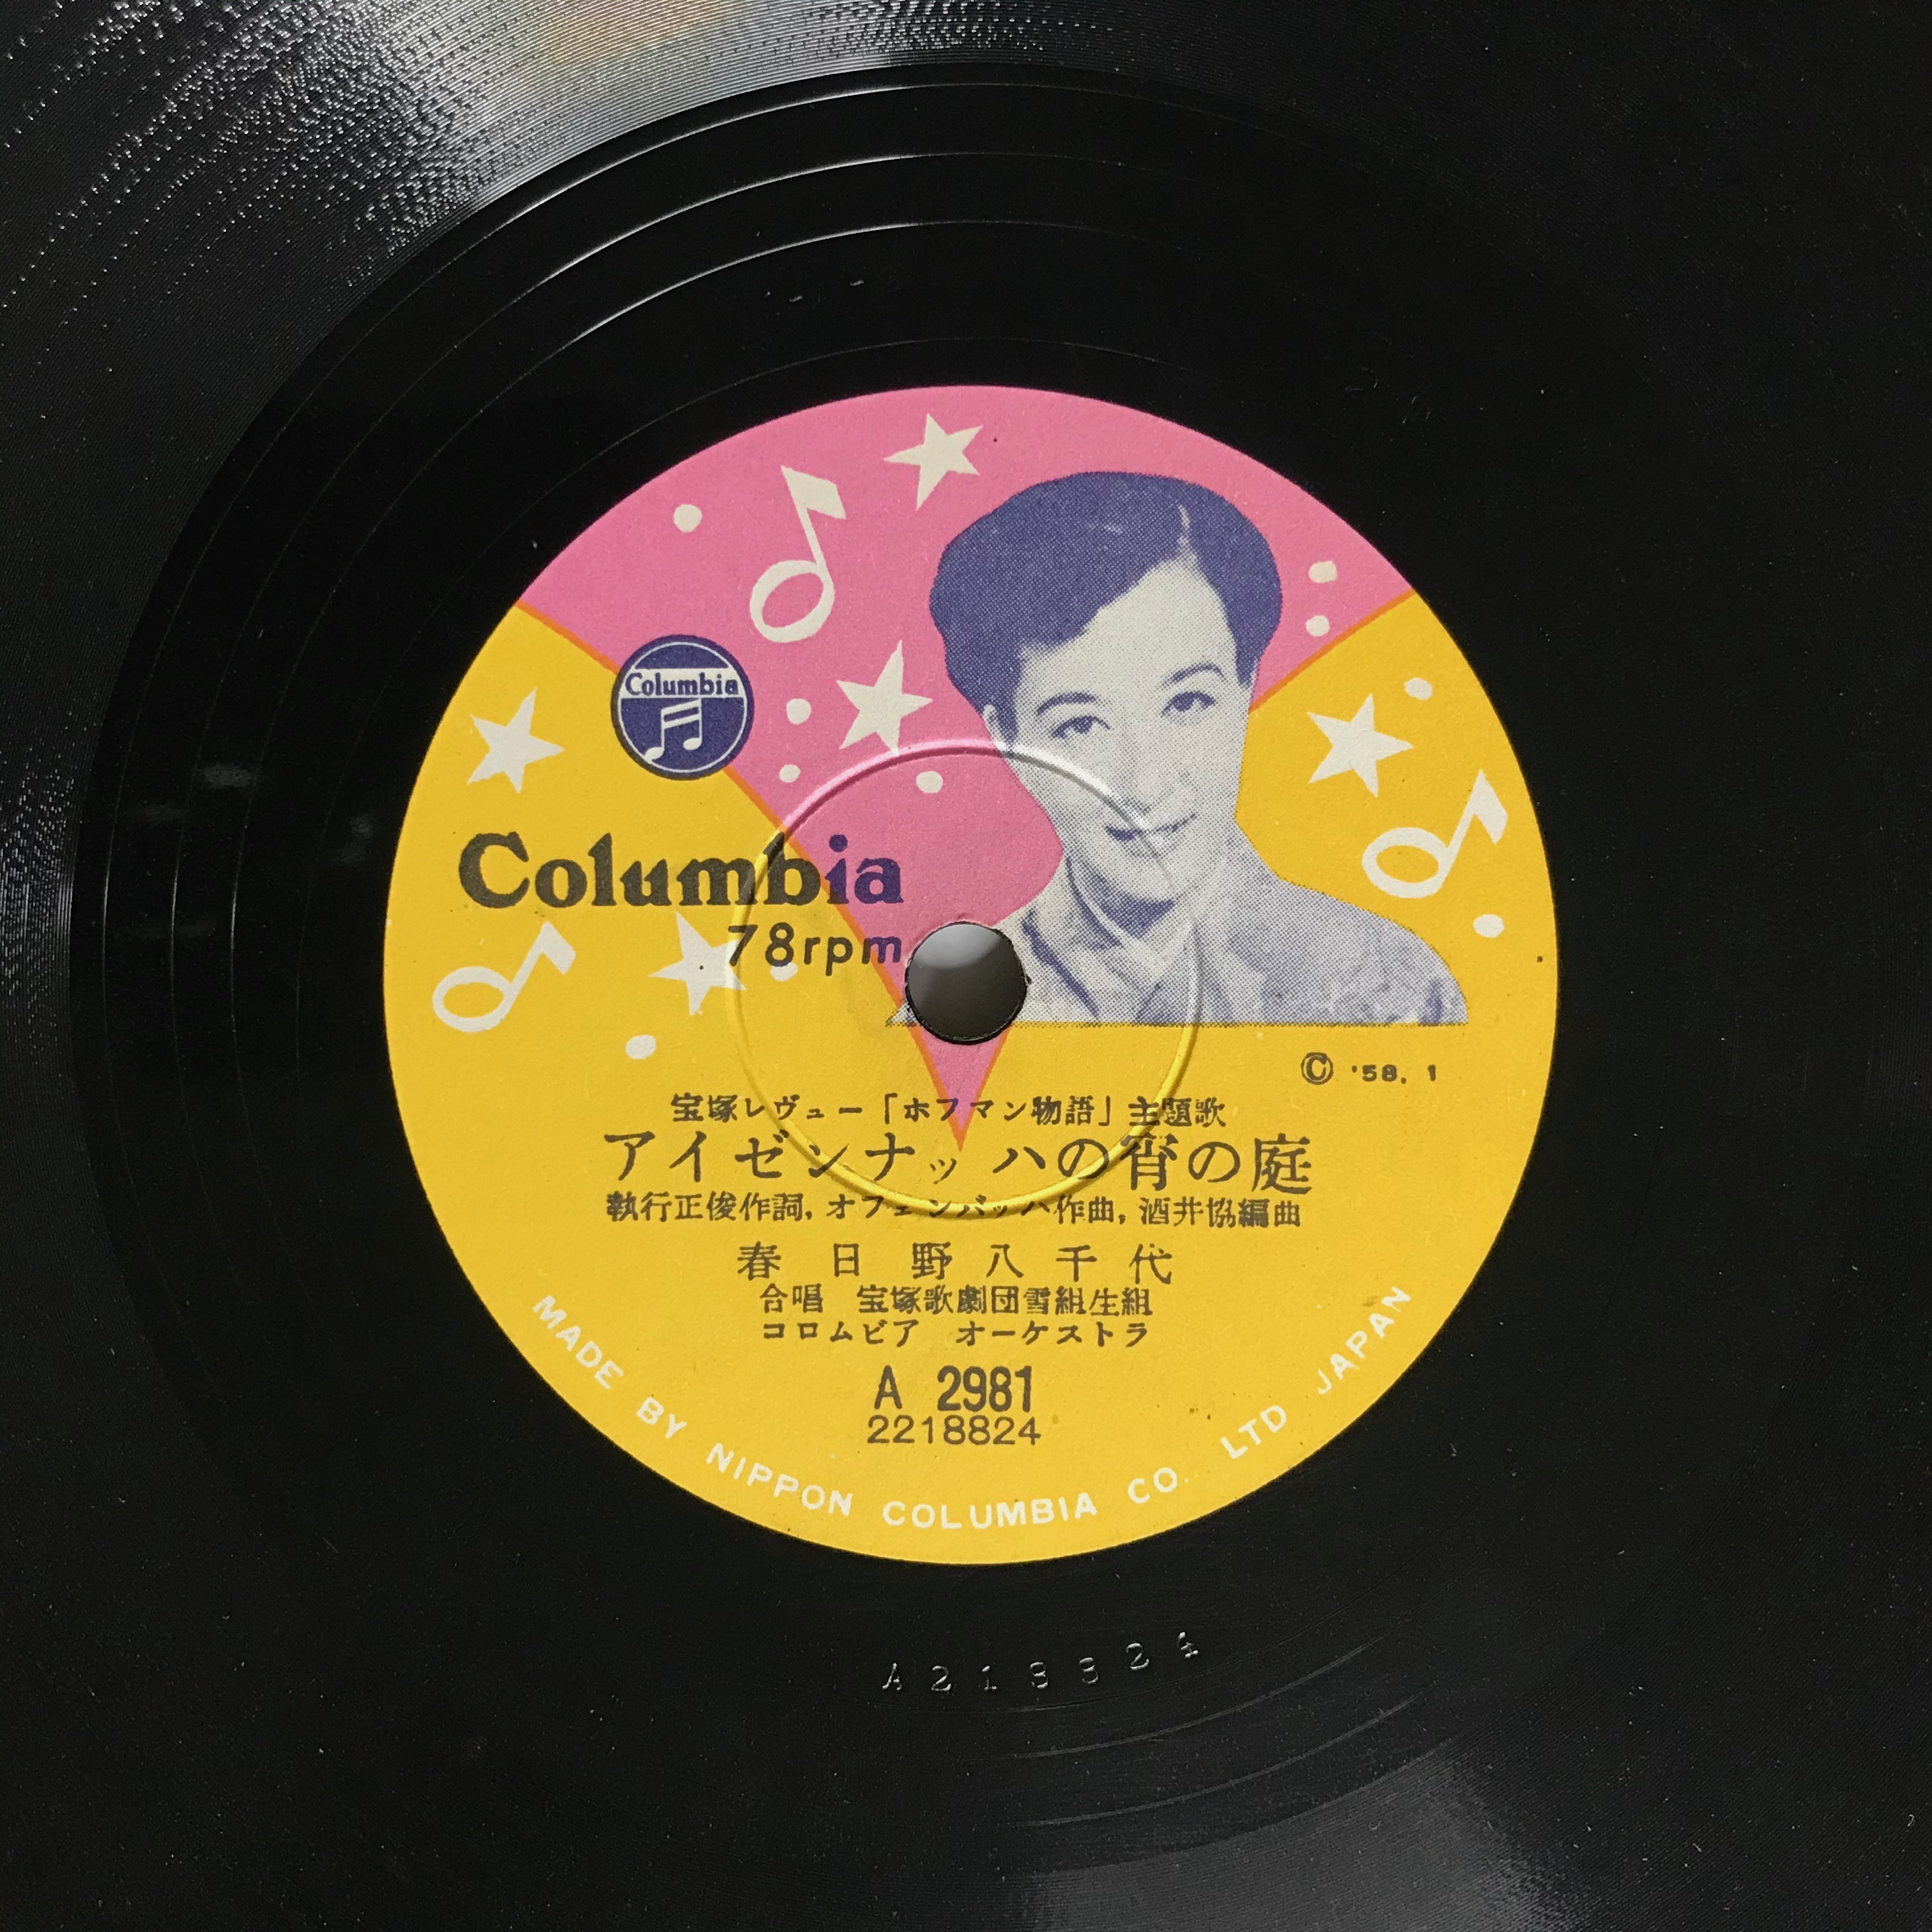 Columbia
Columbia
78rpm
© '58. 1
宝塚レヴュー「ホフマン物語」主題歌
アイゼンナッハの宵の庭
執行正俊作詞, オフェンバッハ作曲, 酒井協編曲
春日野八千代
合唱 宝塚歌劇団雪組生組
コロムビア オーケストラ
A 2981
2218824
MADE BY NIPPON COLUMBIA CO., LTD JAPAN